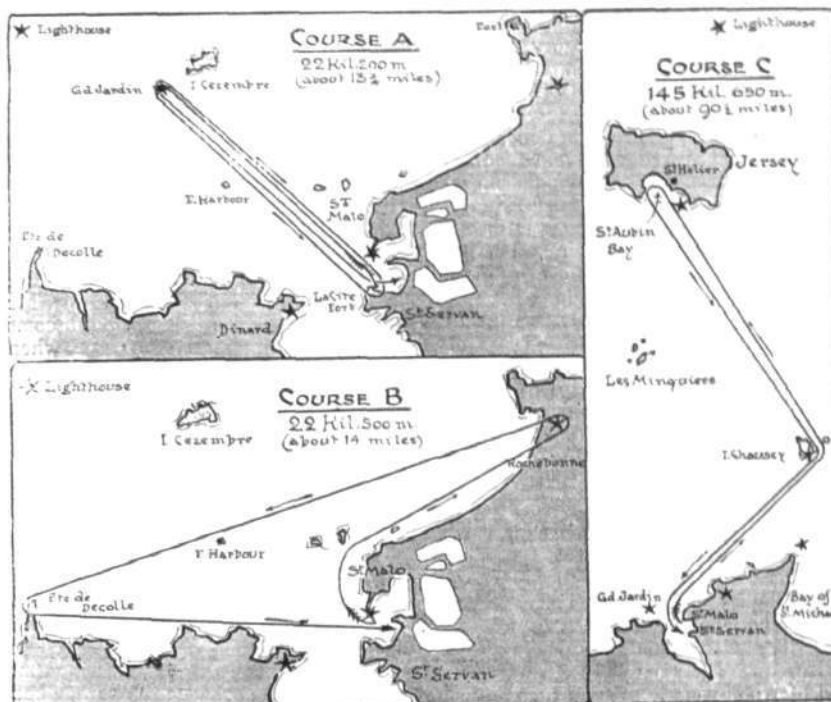 Lighthouse
COURSE A
22 Kil. 200 m
(about 13½ miles)
I Cezembre
Gd Jardin
F. Harbour
St
Malo
Pte de
Decolle
La Cite
Fort
St Servan
Dinard
Lighthouse
COURSE B
22 Kil. 500 m
(about 14 miles)
I. Cezembre
Rochebonne
F. Harbour
St Malo
Pte de
Decolle
St Servan
Lighthouse
COURSE C
145 Kil. 650 m.
(about 90½ miles)
St Helier
Jersey
St Aubin
Bay
Les Minquiers
I. Chausey
Gd Jardin
St Malo
St Servan
Bay of
St Micha